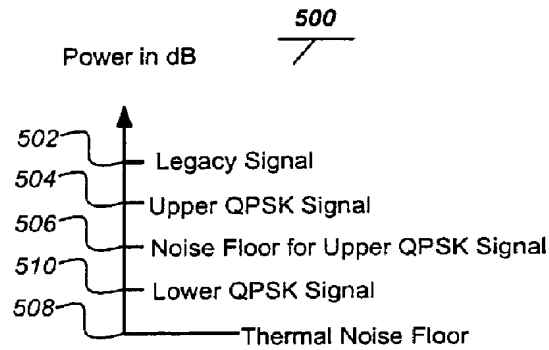 500
Power in dB
502
Legacy Signal
504
Upper QPSK Signal
506
Noise Floor for Upper QPSK Signal
510
Lower QPSK Signal
508
Thermal Noise Floor